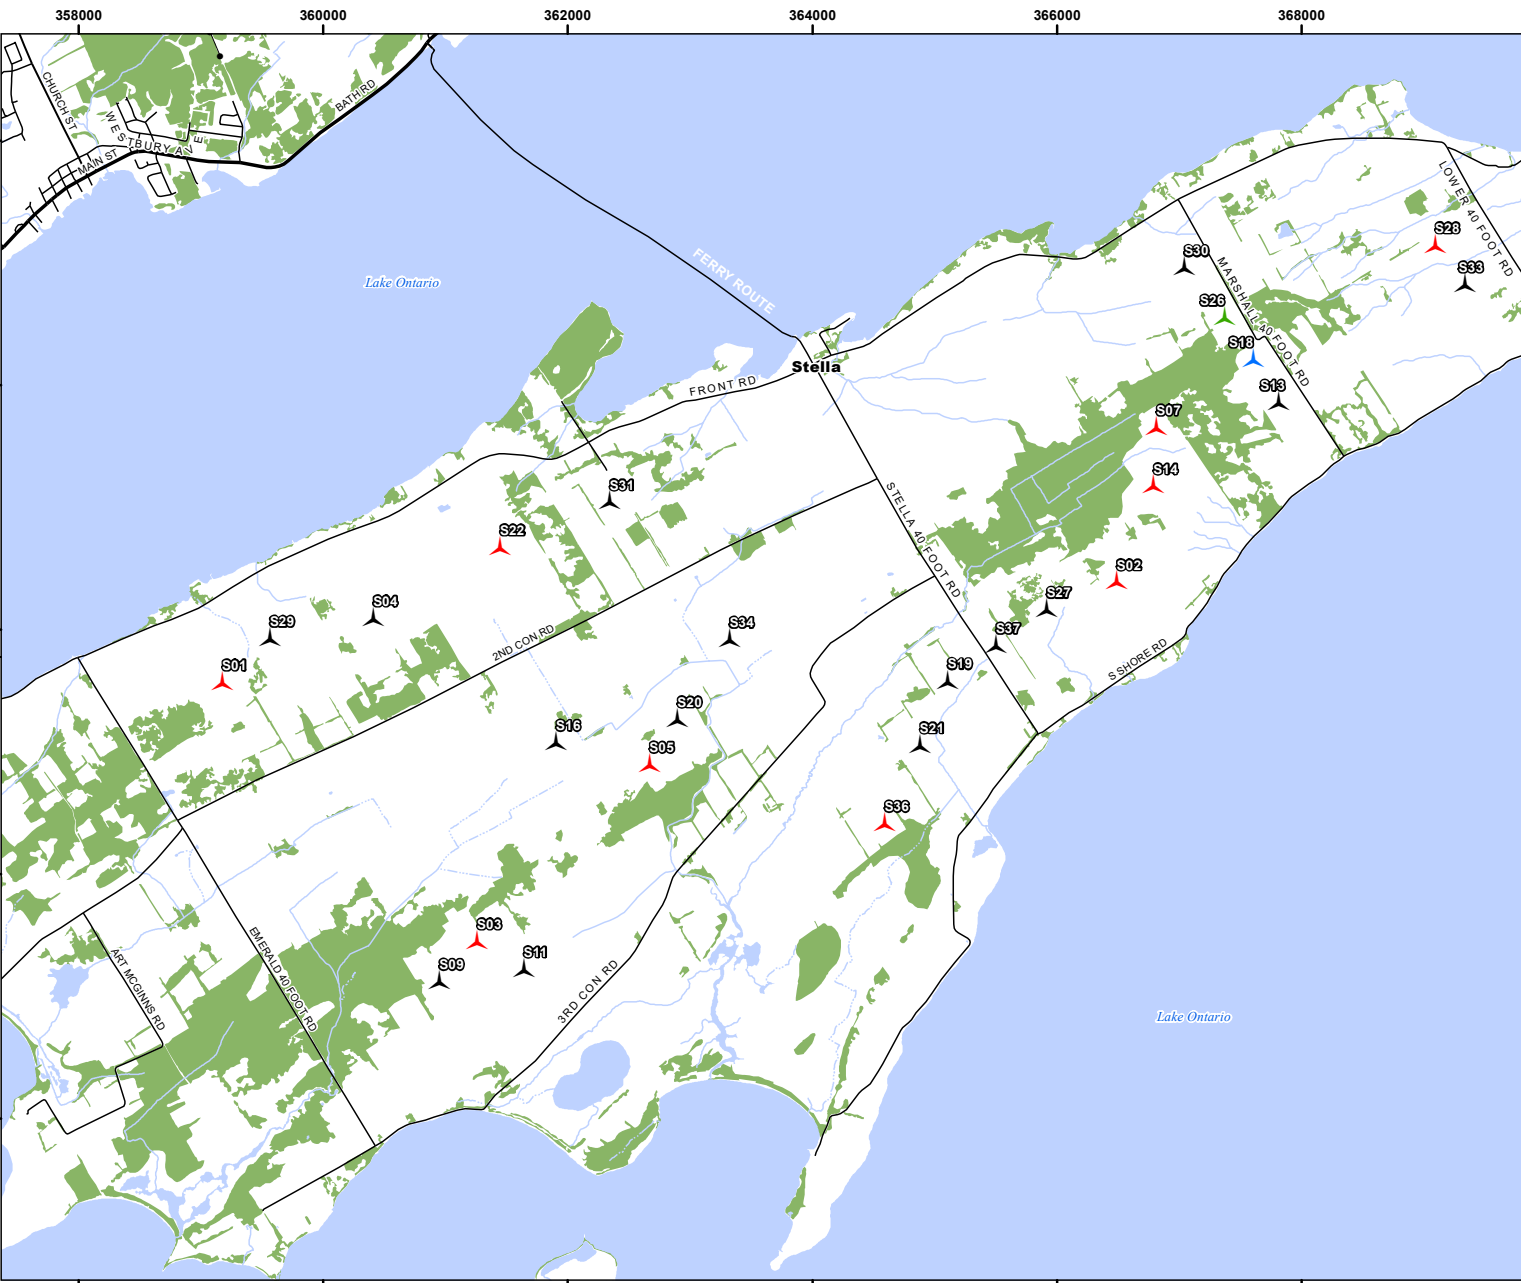 358000 360000 362000 364000 366000 368000
CHURCH ST
WESTBURY AVE
MAIN ST
BATH RD
FERRY ROUTE
Lake Ontario
LOWER 40 FOOT RD
S28
S30
S33
MARSHALL 40 FOOT RD
S26
S18
Stella
FRONT RD
S13
S07
S14
S31
STELLA 40 FOOT RD
S22
S02
S27
S04
S29
S34
S37
2ND CON RD
S SHORE RD
S01
S19
S20
S16
S21
S05
S36
S03
EMERALD 40 FOOT RD
ART MCGINNS RD
S11
S09
3RD CON RD
Lake Ontario